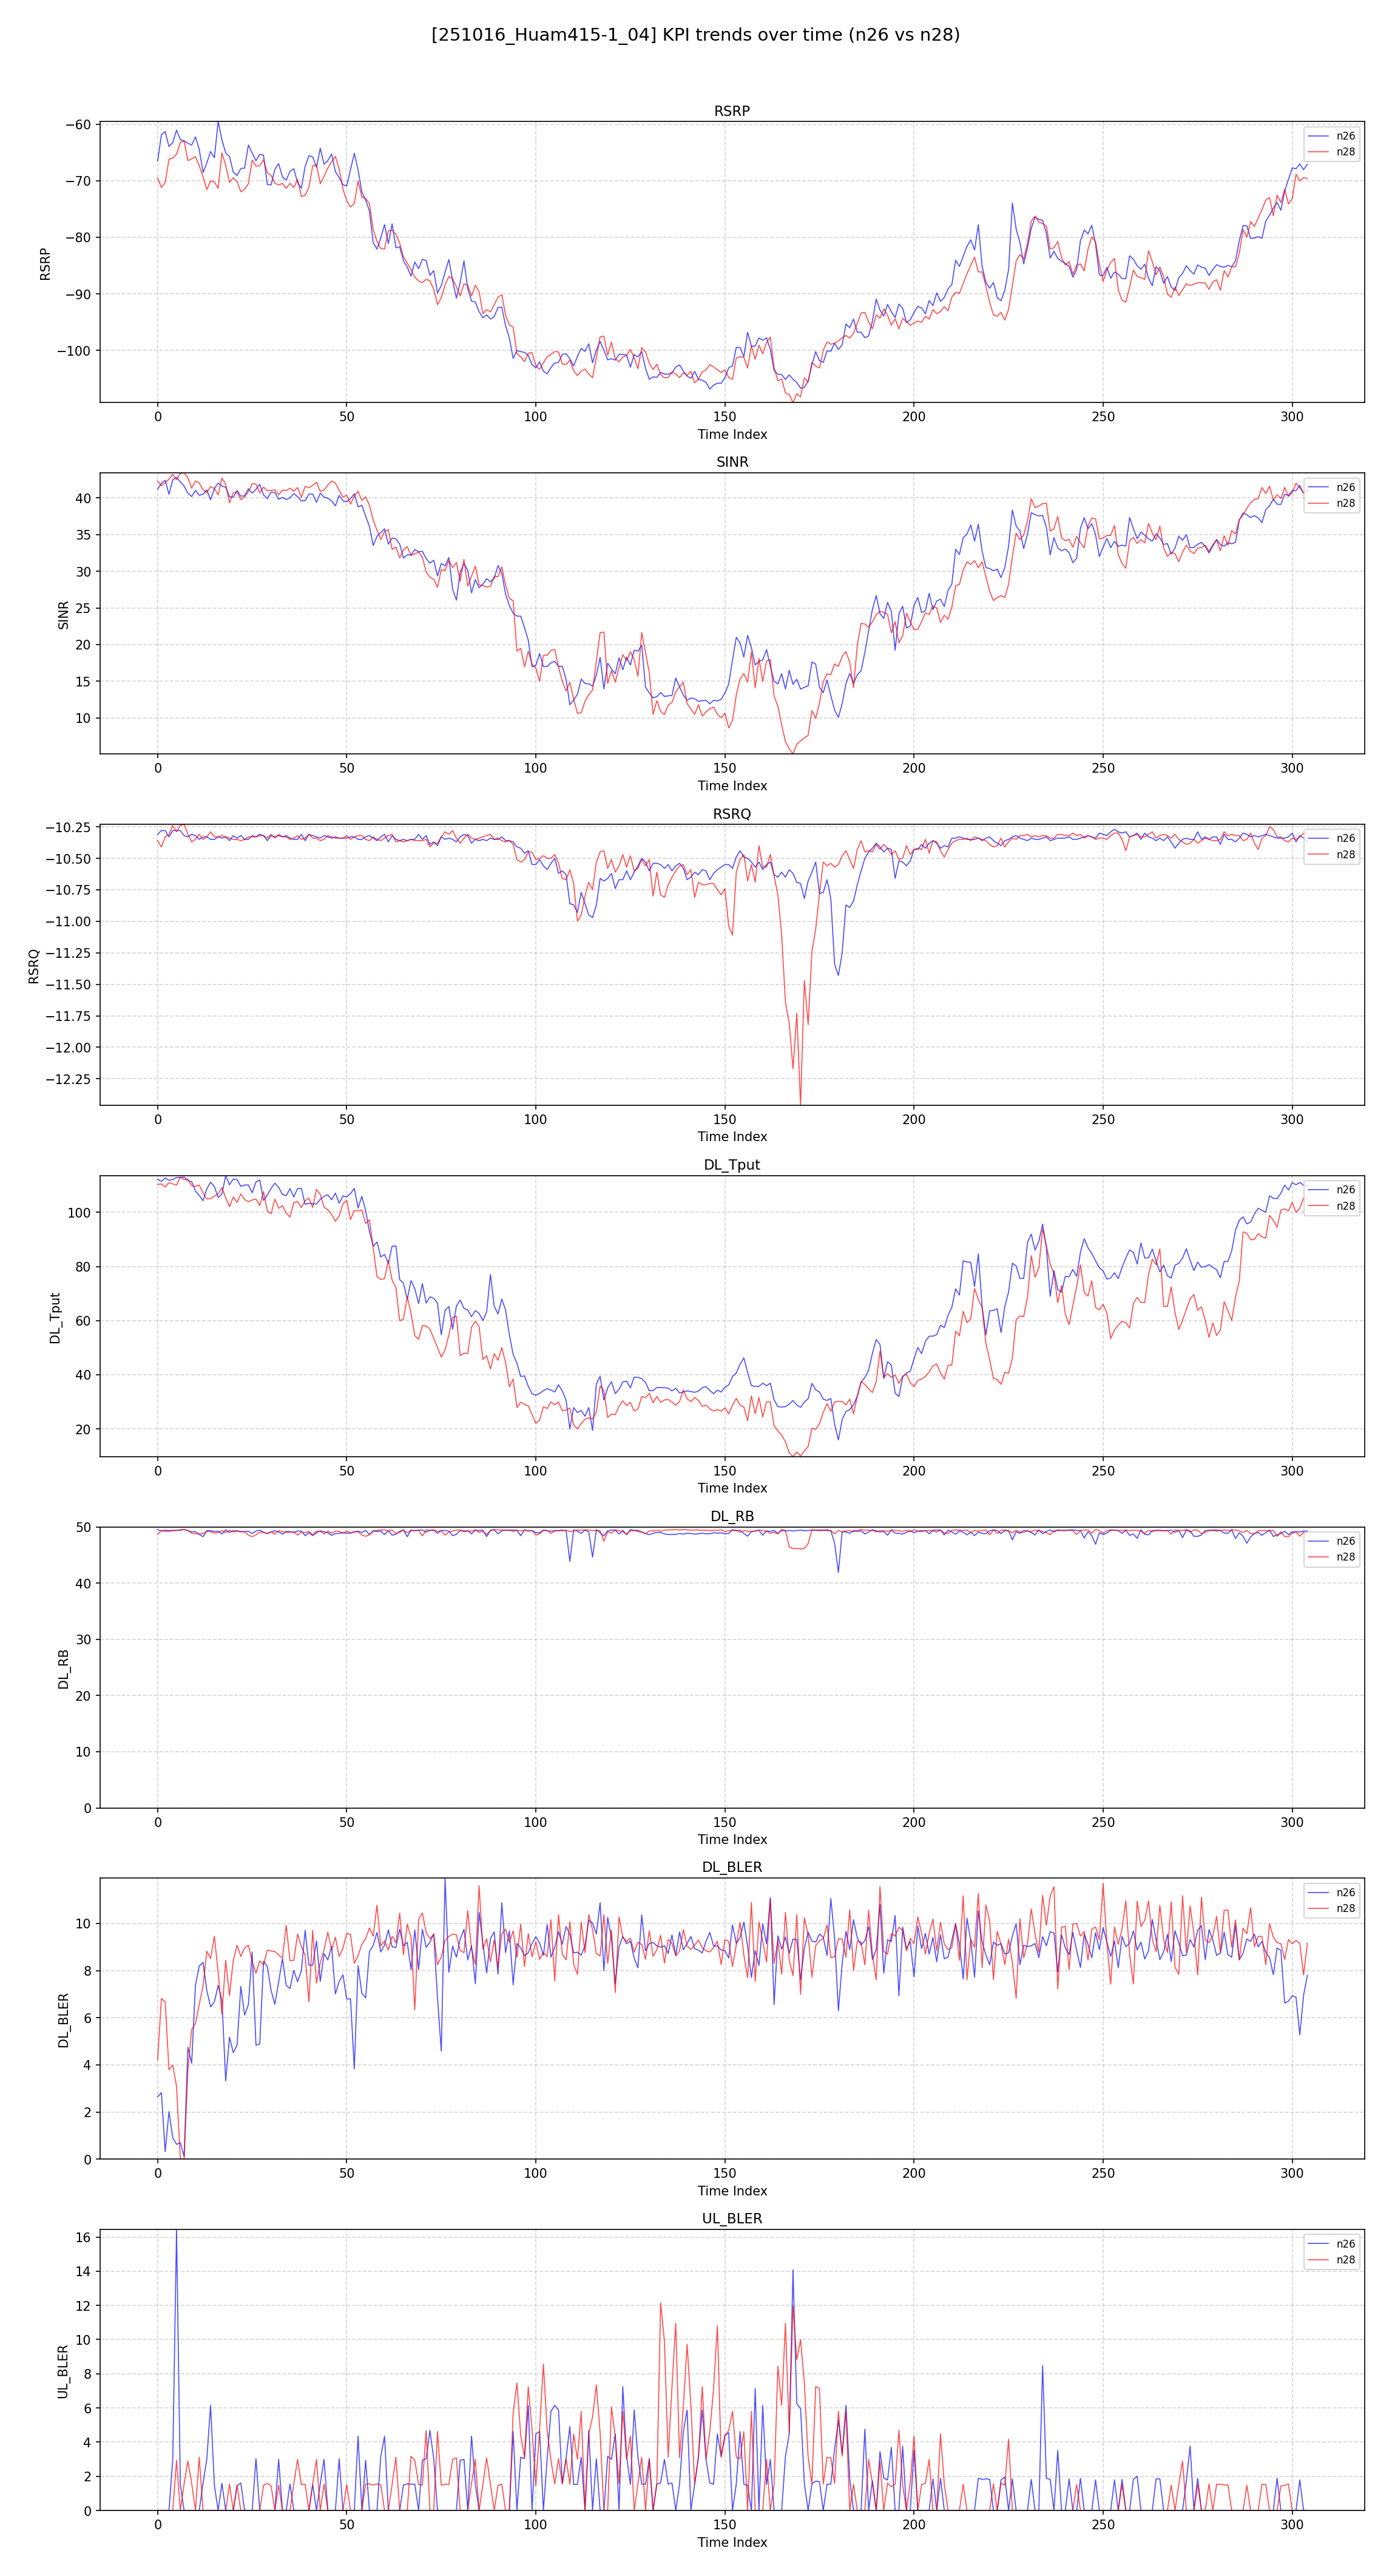 [251016_Huam415-1_04] KPI trends over time (n26 vs n28)
RSRP
n26
n28
RSRP
−60
−70
−80
−90
−100
0 50 100 150 200 250 300
Time Index
SINR
n26
n28
SINR
40
35
30
25
20
15
10
0 50 100 150 200 250 300
Time Index
RSRQ
n26
n28
RSRQ
−10.25
−10.50
−10.75
−11.00
−11.25
−11.50
−11.75
−12.00
−12.25
0 50 100 150 200 250 300
Time Index
DL_Tput
n26
n28
DL_Tput
100
80
60
40
20
0 50 100 150 200 250 300
Time Index
DL_RB
n26
n28
DL_RB
50
40
30
20
10
0
0 50 100 150 200 250 300
Time Index
DL_BLER
n26
n28
DL_BLER
10
8
6
4
2
0
0 50 100 150 200 250 300
Time Index
UL_BLER
n26
n28
UL_BLER
16
14
12
10
8
6
4
2
0
0 50 100 150 200 250 300
Time Index